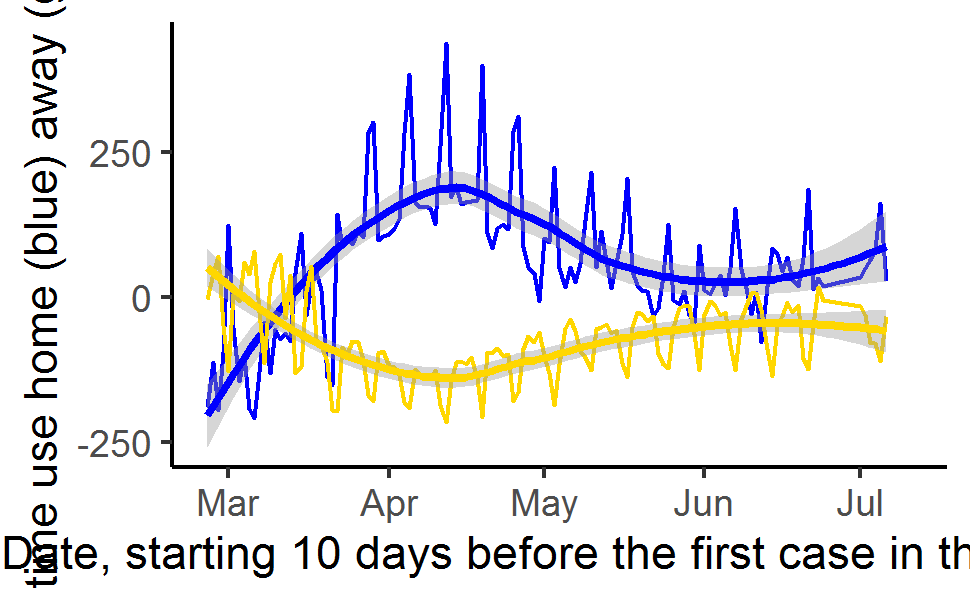 time use home (blue) away (
250
0
-250
Mar Apr May Jun Jul
Date, starting 10 days before the first case in th